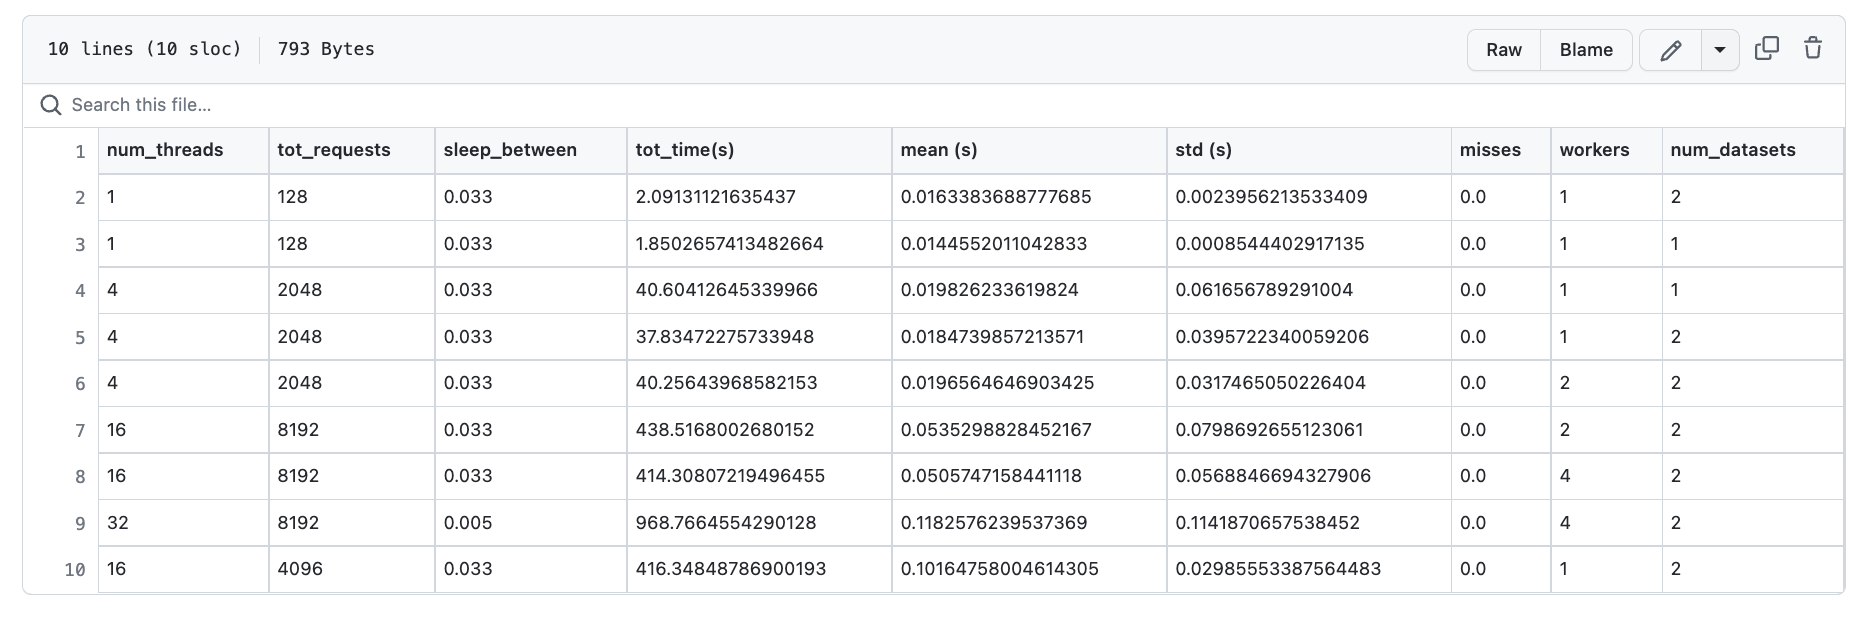 10 lines (10 sloc) 793 Bytes Raw Blame
Search this file...
1 num_threads tot_requests sleep_between tot_time(s) mean (s) std (s) misses workers num_datasets
2 1 128 0.033 2.09131121635437 0.0163383688777685 0.0023956213533409 0.0 1 2
3 1 128 0.033 1.8502657413482664 0.0144552011042833 0.0008544402917135 0.0 1 1
4 4 2048 0.033 40.60412645339966 0.019826233619824 0.061656789291004 0.0 1 1
5 4 2048 0.033 37.83472275733948 0.0184739857213571 0.0395722340059206 0.0 1 2
6 4 2048 0.033 40.25643968582153 0.0196564646903425 0.0317465050226404 0.0 2 2
7 16 8192 0.033 438.5168002680152 0.0535298828452167 0.0798692655123061 0.0 2 2
8 16 8192 0.033 414.30807219496455 0.0505747158441118 0.0568846694327906 0.0 4 2
9 32 8192 0.005 968.7664554290128 0.1182576239537369 0.1141870657538452 0.0 4 2
10 16 4096 0.033 416.34848786900193 0.10164758004614305 0.02985553387564483 0.0 1 2